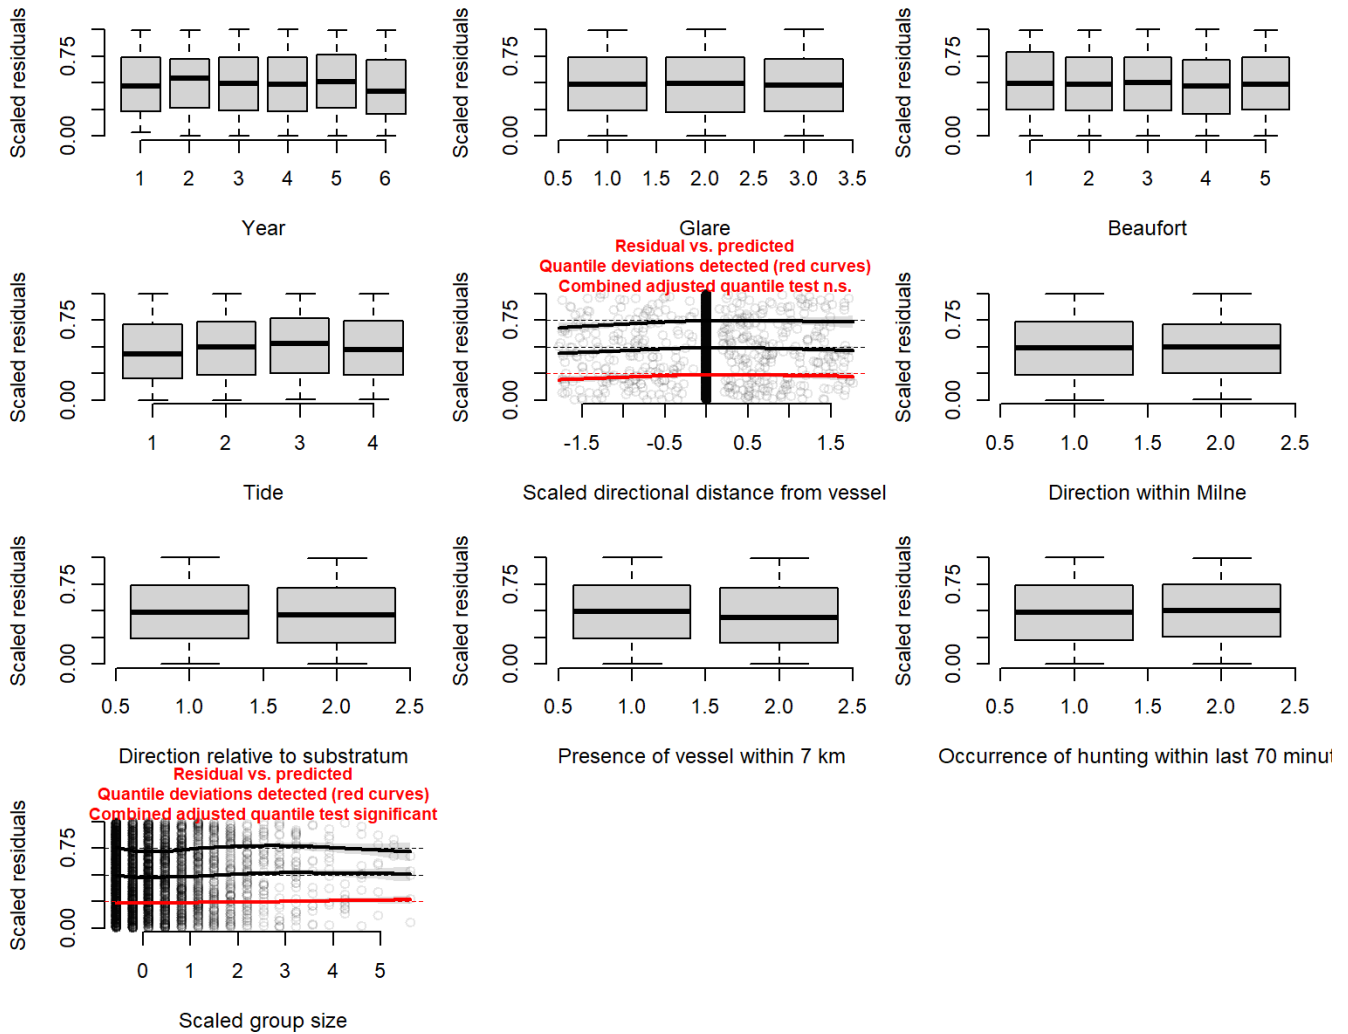 Scaled residuals
0.75
0.00
1 2 3 4 5 6
Year
Scaled residuals
0.75
0.00
0.5 1.0 1.5 2.0 2.5 3.0 3.5
Glare
Scaled residuals
0.75
0.00
1 2 3 4 5
Beaufort
Scaled residuals
0.75
0.00
1 2 3 4
Tide
Residual vs. predicted
Quantile deviations detected (red curves)
Combined adjusted quantile test n.s.
Scaled residuals
0.75
0.00
-1.5 -0.5 0.5 1.5
Scaled directional distance from vessel
Scaled residuals
0.75
0.00
0.5 1.0 1.5 2.0 2.5
Direction within Milne
Scaled residuals
0.75
0.00
0.5 1.0 1.5 2.0 2.5
Direction relative to substratum
Scaled residuals
0.75
0.00
0.5 1.0 1.5 2.0 2.5
Presence of vessel within 7 km
Scaled residuals
0.75
0.00
0.5 1.0 1.5 2.0 2.5
Occurrence of hunting within last 70 minut
Residual vs. predicted
Quantile deviations detected (red curves)
Combined adjusted quantile test significant
Scaled residuals
0.75
0.00
0 1 2 3 4 5
Scaled group size